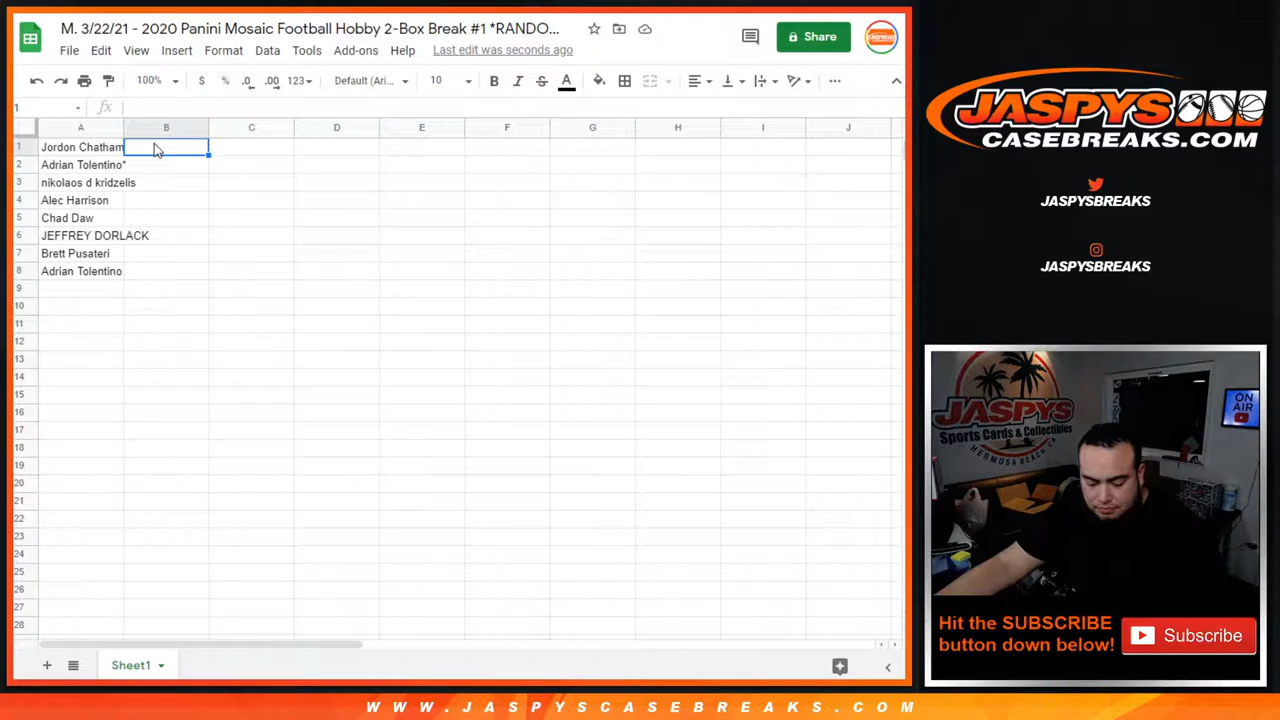 M. 3/22/21 - 2020 Panini Mosaic Football Hobby 2-Box Break #1 *RANDO...
File Edit View Insert Format Data Tools Add-ons Help Last edit was seconds ago
Share
100% $ % .0 .00 123 Default (Ari... 10 B I S A
1 fx
A B C D E F G H I J
1 Jordon Chatham
2 Adrian Tolentino*
3 nikolaos d kridzelis
4 Alec Harrison
5 Chad Daw
6 JEFFREY DORLACK
7 Brett Pusateri
8 Adrian Tolentino
9
10
11
12
13
14
15
16
17
18
19
20
21
22
23
24
25
26
27
28
Sheet1
JASPYS
CASEBREAKS.COM
JASPYSBREAKS
JASPYSBREAKS
JASPYS
Sports Cards & Collectibles
HERMOSA BEACH, CA
ON
AIR
Hit the SUBSCRIBE
button down below!
Subscribe
WWW.JASPYSCASEBREAKS.COM